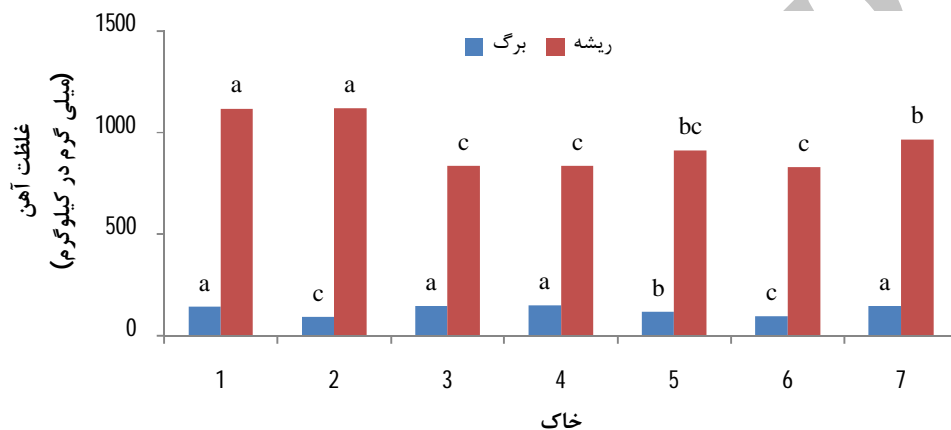 برگ ریشه
غلظت آهن
(میلی گرم در کیلوگرم)
1500
1000
500
0
a a c c bc c b
a c a a b c a
1 2 3 4 5 6 7
خاک